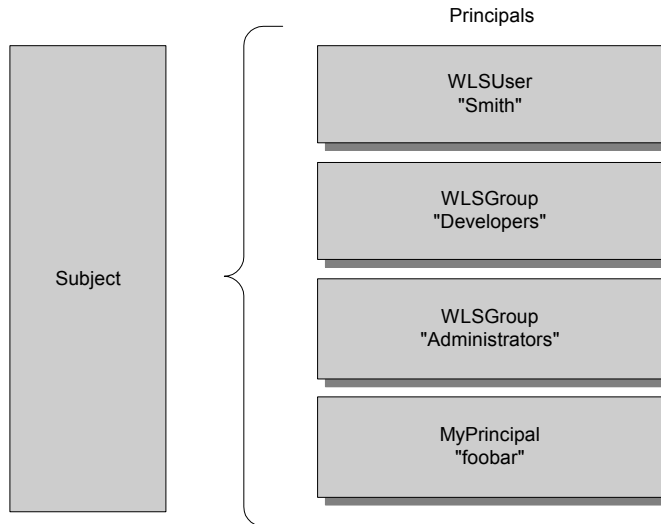 Principals
WLSUser
"Smith"
WLSGroup
"Developers"
Subject
WLSGroup
"Administrators"
MyPrincipal
"foobar"